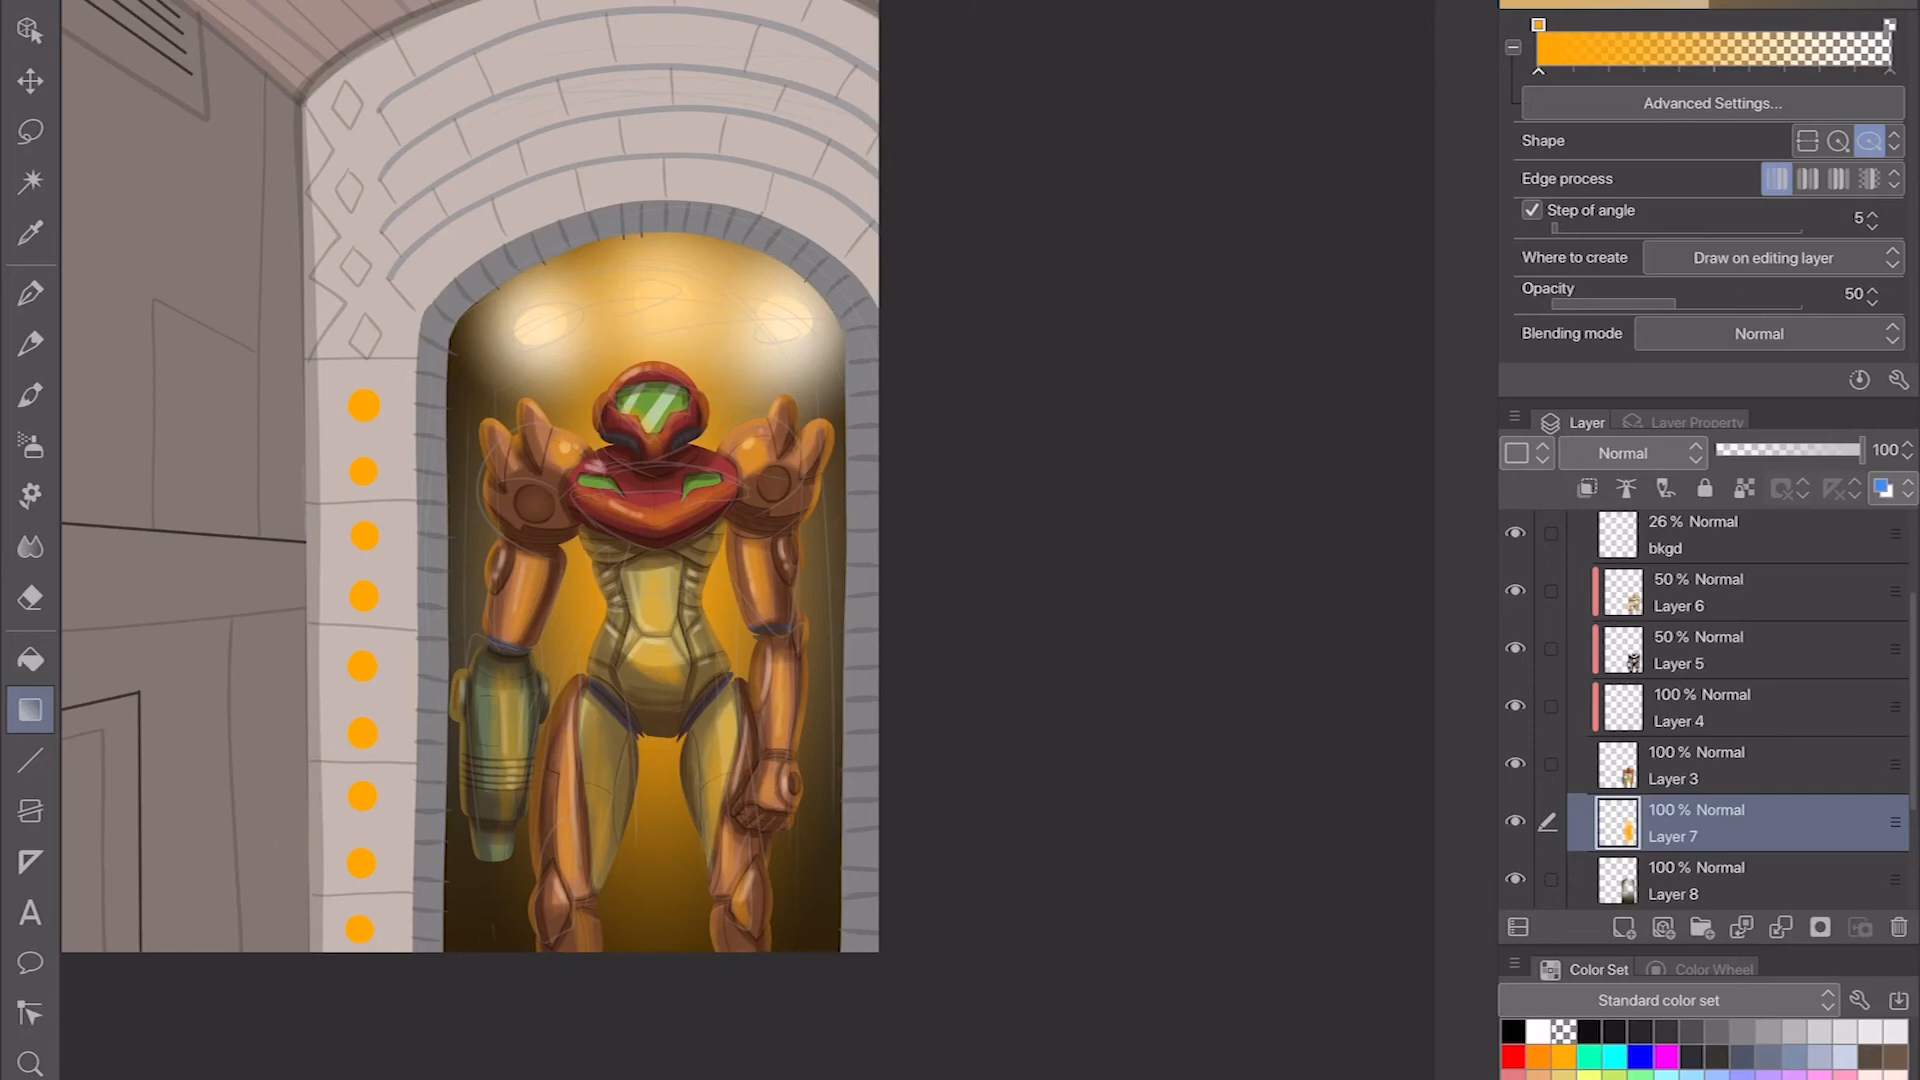 Advanced Settings...
Shape
Edge process
Step of angle
5
Where to create
Draw on editing layer
Opacity
50
Blending mode
Normal
Layer
Layer Property
Normal
100
26 % Normal
bkgd
50 % Normal
Layer 6
50 % Normal
Layer 5
100 % Normal
Layer 4
100 % Normal
Layer 3
100 % Normal
Layer 7
100 % Normal
Layer 8
Color Set
Color Wheel
Standard color set